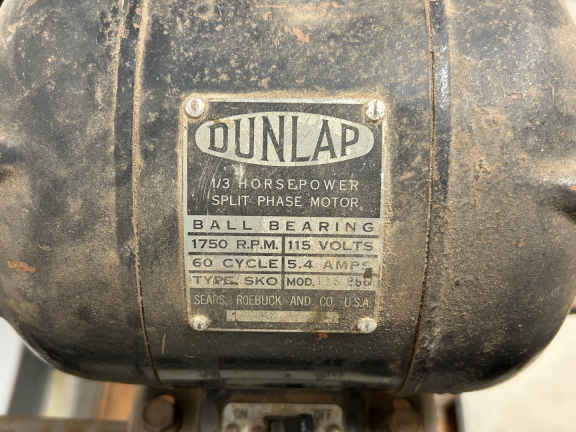 DUNLAP
1/3 HORSEPOWER
SPLIT PHASE MOTOR
BALL BEARING
1750 R.P.M. 115 VOLTS
60 CYCLE 5.4 AMPS
TYPE SKO MOD.
SEARS, ROEBUCK AND CO. U.S.A.
ON OFF